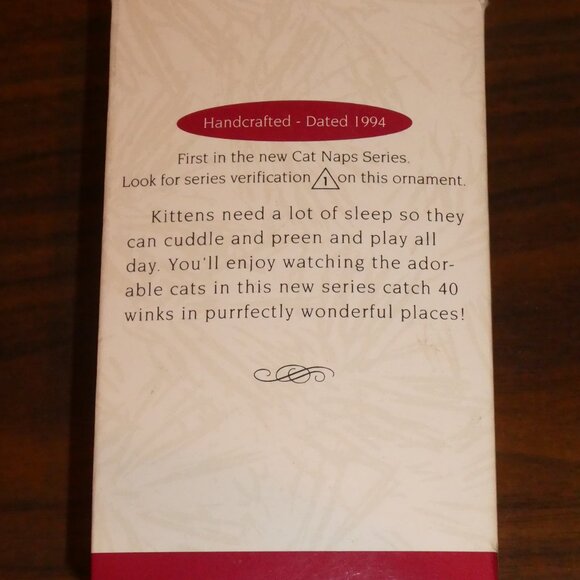 Handcrafted - Dated 1994
First in the new Cat Naps Series.
Look for series verification 1 on this ornament.
Kittens need a lot of sleep so they
can cuddle and preen and play all
day. You'll enjoy watching the ador-
able cats in this new series catch 40
winks in purrfectly wonderful places!